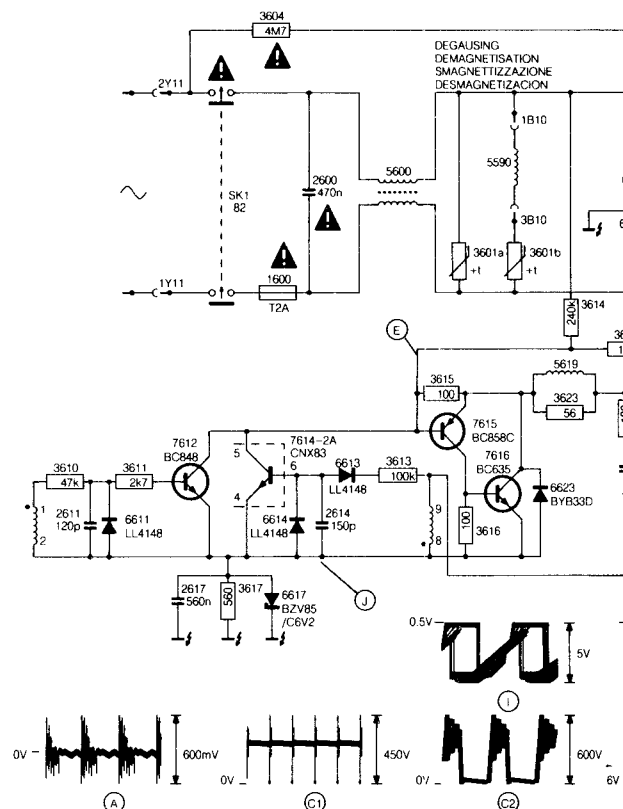 3604
4M7
DEGAUSING
DEMAGNETISATION
SMAGNETTIZZAZIONE
DESMAGNETIZACION
2Y11
1B10
5600
5590
2600
470n
SK1
82
3B10
3601a
+t
3601b
+t
1600
T2A
1Y11
240k
3614
E
5619
3615
100
3623
56
7615
BC858C
7612
BC848
7614-2A
CNX83
5
6
4
7616
BC635
3610
47k
3611
2k7
6613
LL4148
3613
100k
6623
BYB33D
1
2
2611
120p
6611
LL4148
6614
LL4148
2614
150p
9
8
100
3616
2617
560n
560
3617
6617
BZV85
/C6V2
J
0.5V
5V
I
0V
600mV
A
0V
450V
C1
0V
600V
6V
C2